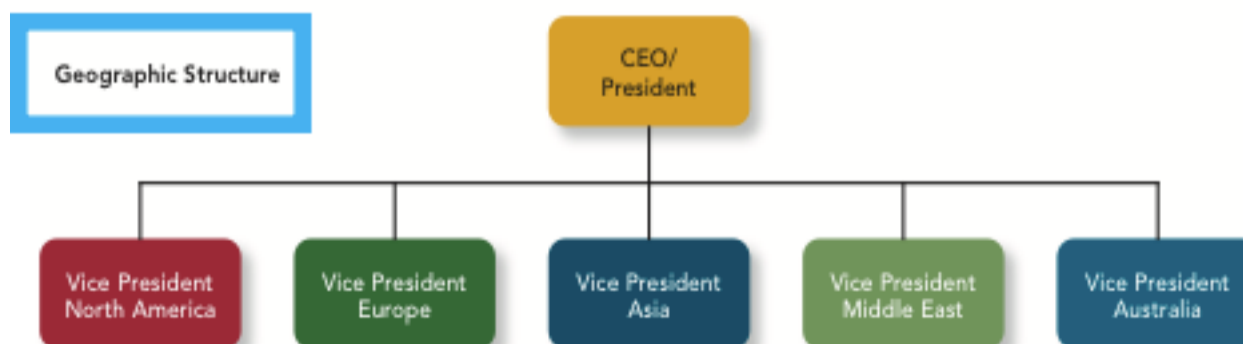 Geographic Structure
CEO/
President
Vice President
North America
Vice President
Europe
Vice President
Asia
Vice President
Middle East
Vice President
Australia